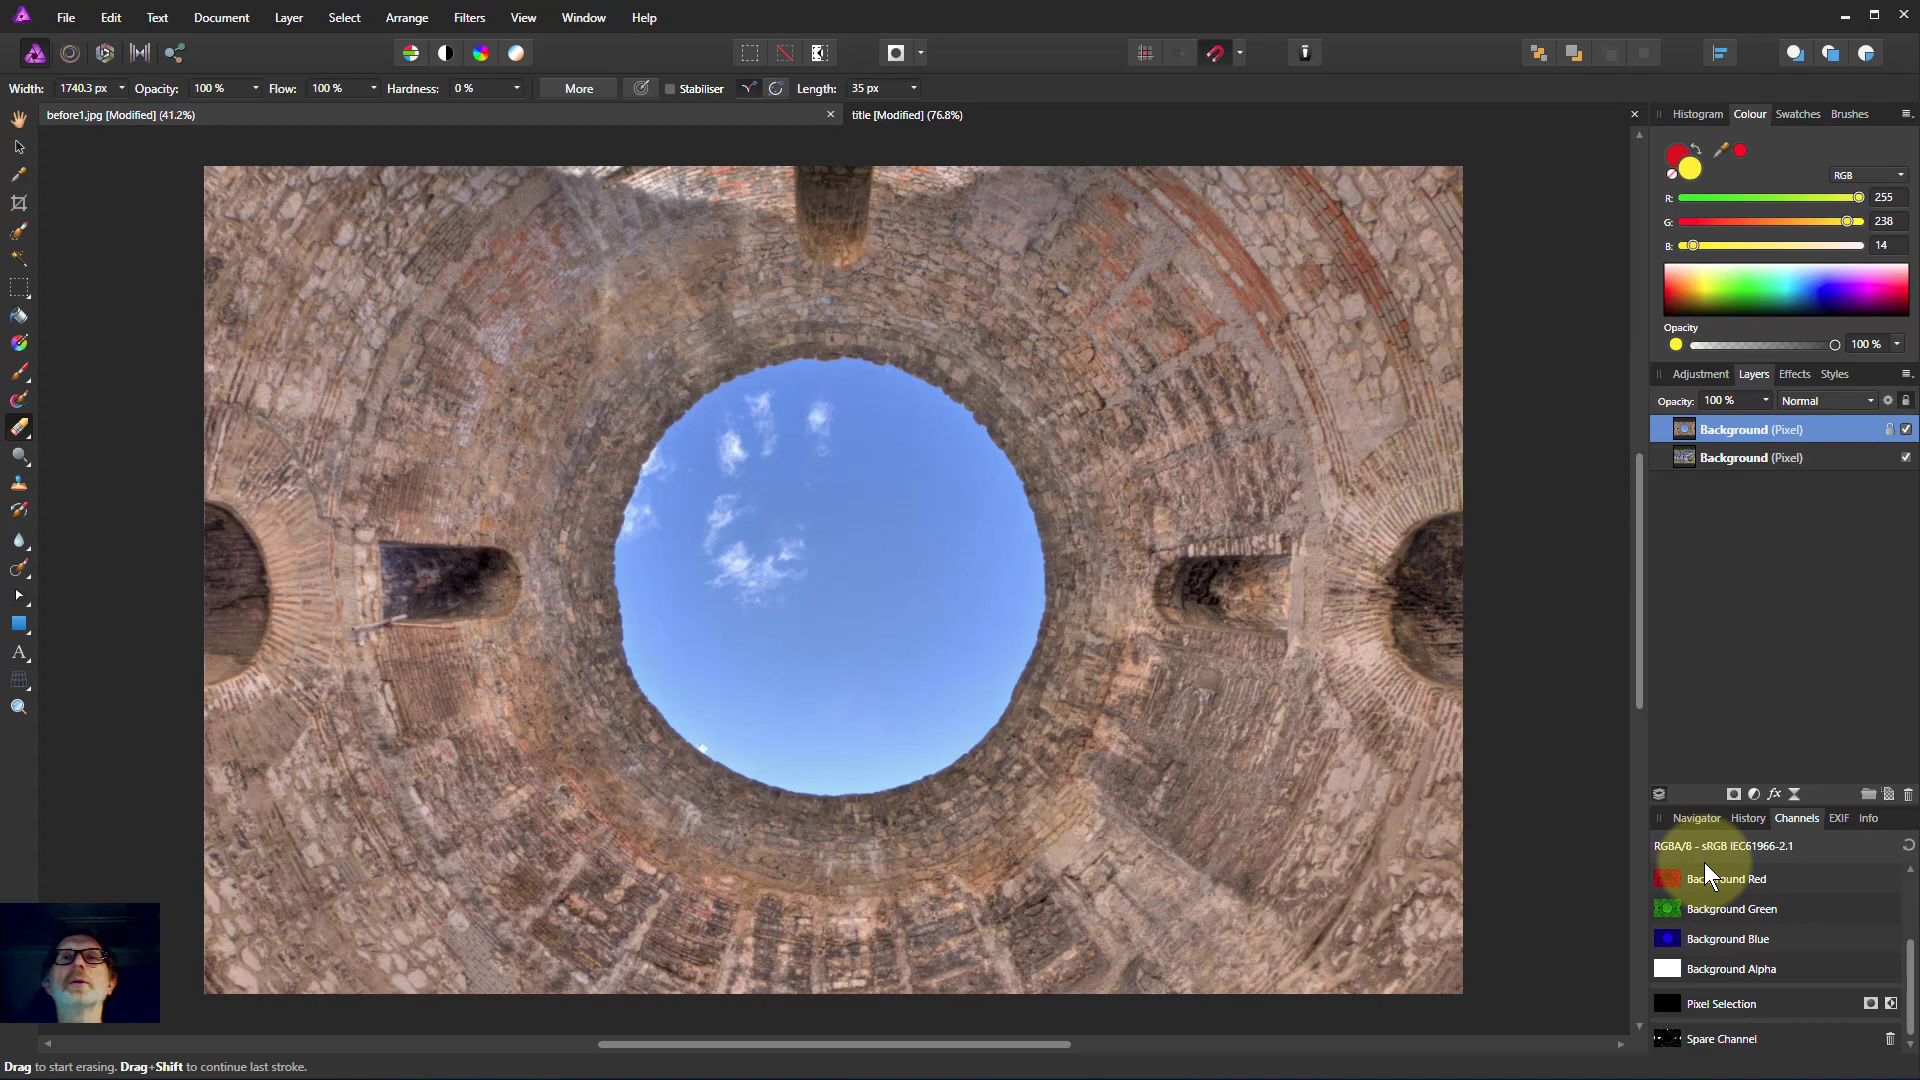 File Edit Text Document Layer Select Arrange Filters View Window Help
Width: 1740.3 px Opacity: 100 % Flow: 100 % Hardness: 0 % More Stabiliser Length: 35 px
before1.jpg [Modified] (41.2%) title [Modified] (76.8%)
Histogram Colour Swatches Brushes
RGB
R: 255
G: 238
B: 14
Opacity
100 %
Adjustment Layers Effects Styles
Opacity: 100 % Normal
Background (Pixel)
Background (Pixel)
fx
Navigator History Channels EXIF Info
RGBA/8 - sRGB IEC61966-2.1
Background Red
Background Green
Background Blue
Background Alpha
Pixel Selection
Spare Channel
Drag to start erasing. Drag+Shift to continue last stroke.